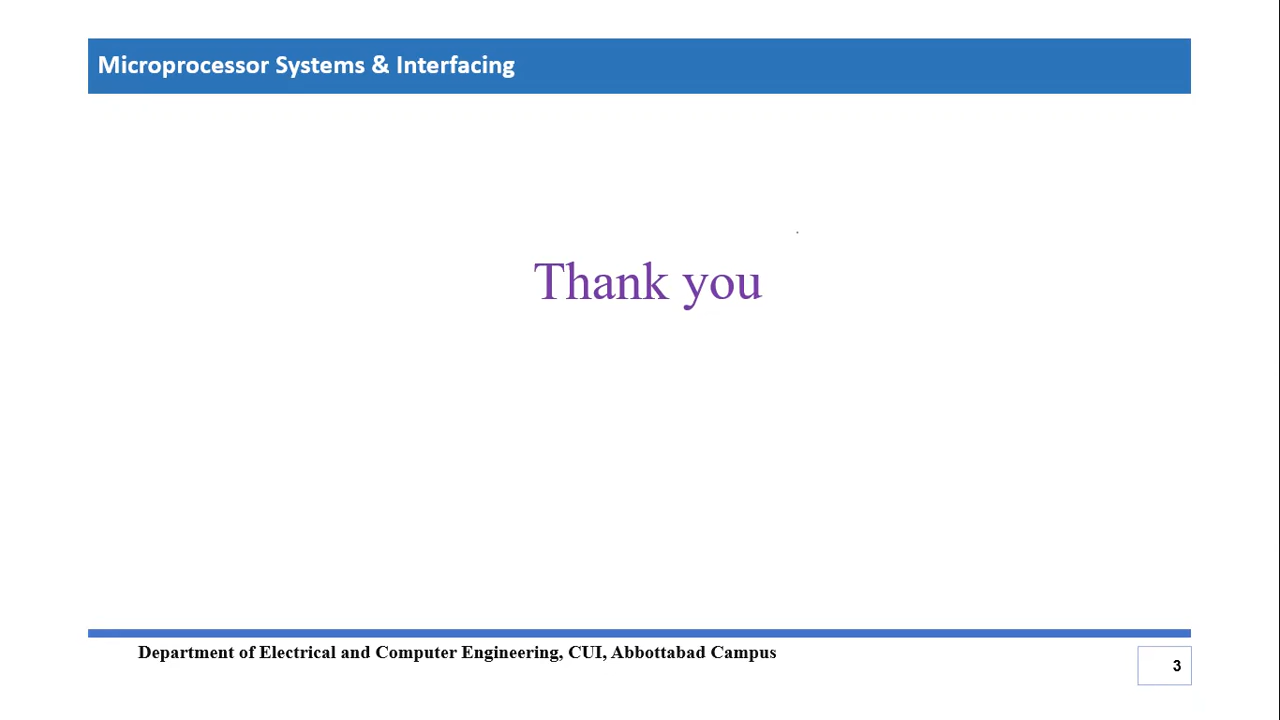 Microprocessor Systems & Interfacing
Thank you
Department of Electrical and Computer Engineering, CUI, Abbottabad Campus
3